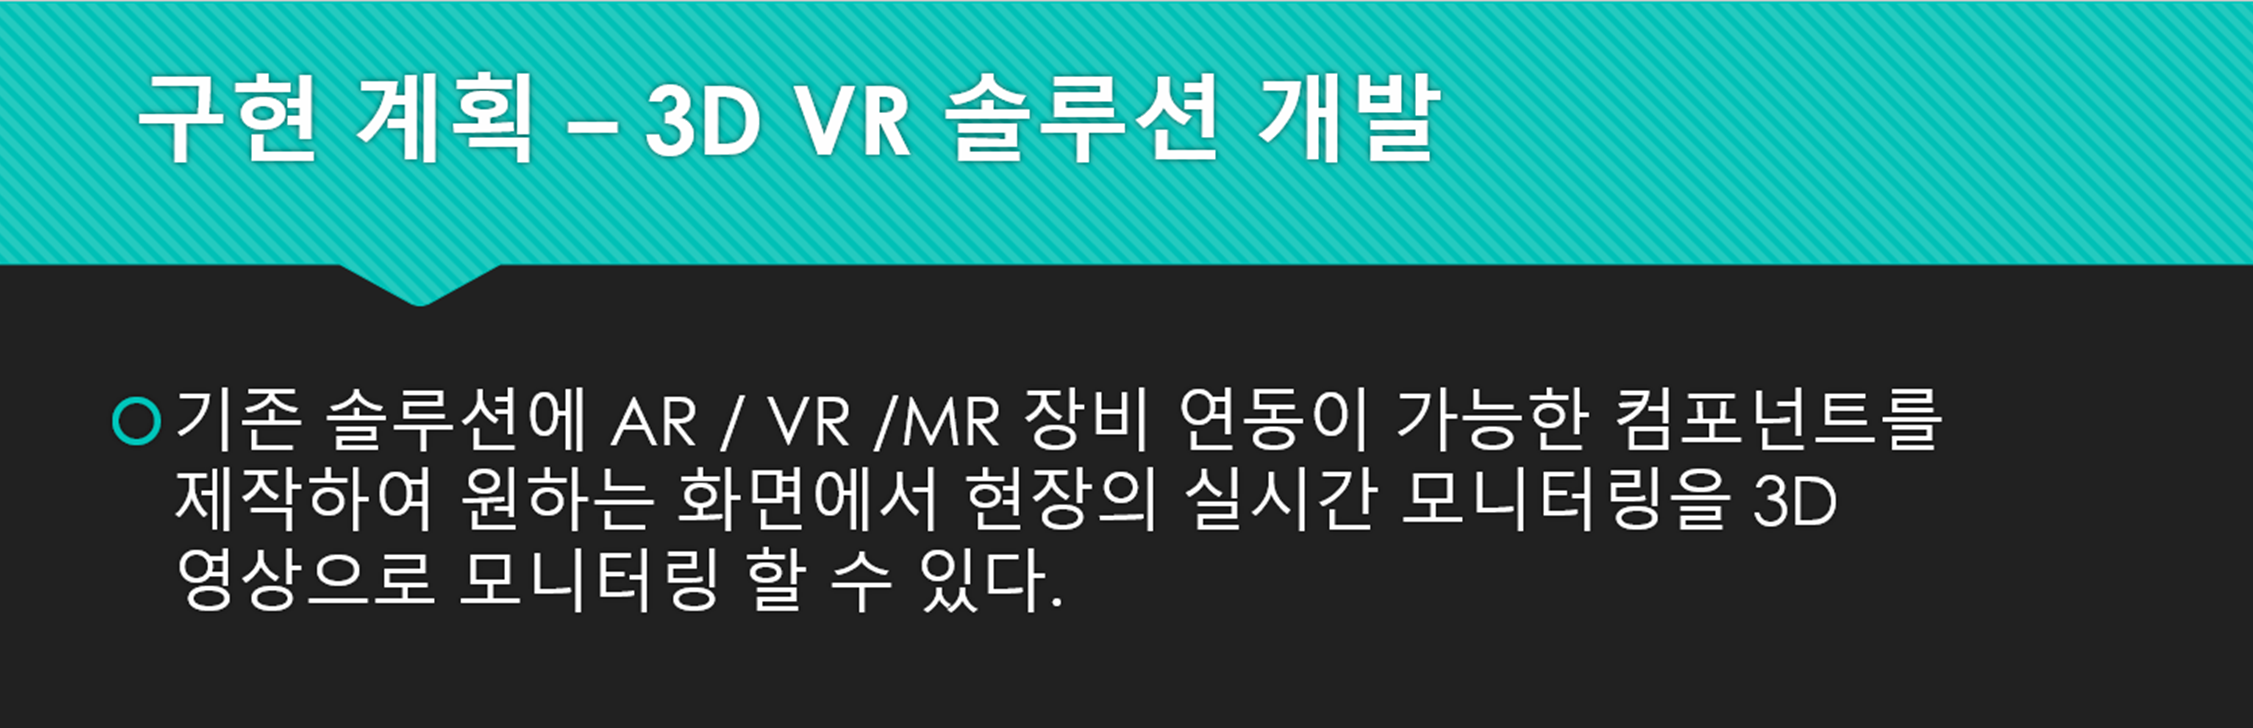 구현 계획 – 3D VR 솔루션 개발
기존 솔루션에 AR / VR /MR 장비 연동이 가능한 컴포넌트를
제작하여 원하는 화면에서 현장의 실시간 모니터링을 3D
영상으로 모니터링 할 수 있다.